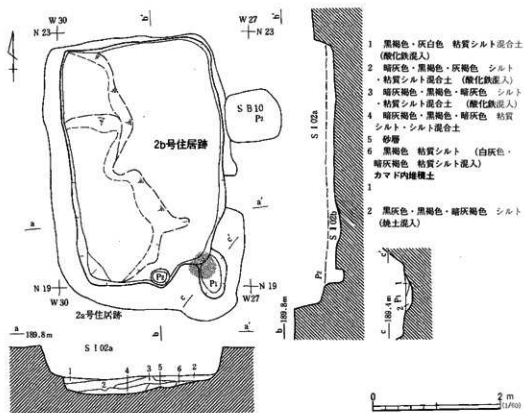 W30
N23
b'
W27
N23
1 黒褐色・灰白色 粘質シルト混合土
(酸化鉄混入)
2 暗灰色・黒褐色・灰褐色 シルト
・粘質シルト混合土 (酸化鉄混入)
3 暗灰色・黒褐色・暗灰色 シルト
・粘質シルト混合土 (酸化鉄混入)
4 暗灰色・黒褐色・暗灰色 粘質
シルト・シルト混合土
5 砂層
6 黒褐色 粘質シルト (白灰色・
暗灰褐色 粘質シルト混入)
カマド内堆積土
1
2 黒灰色・黒褐色・暗灰褐色 シルト
(焼土混入)
b'
SI02a
SI02b
P2
b
189.8m
SB10
P2
2b号住居跡
a
a'
c'
P2
P1
c
N19
W30
N19
W27
2a号住居跡
b
c'
P1
1
2
c
189.4m
a
189.8m
a'
SI02a
1
2
4
3
5
6
2
0
2m
(1/60)